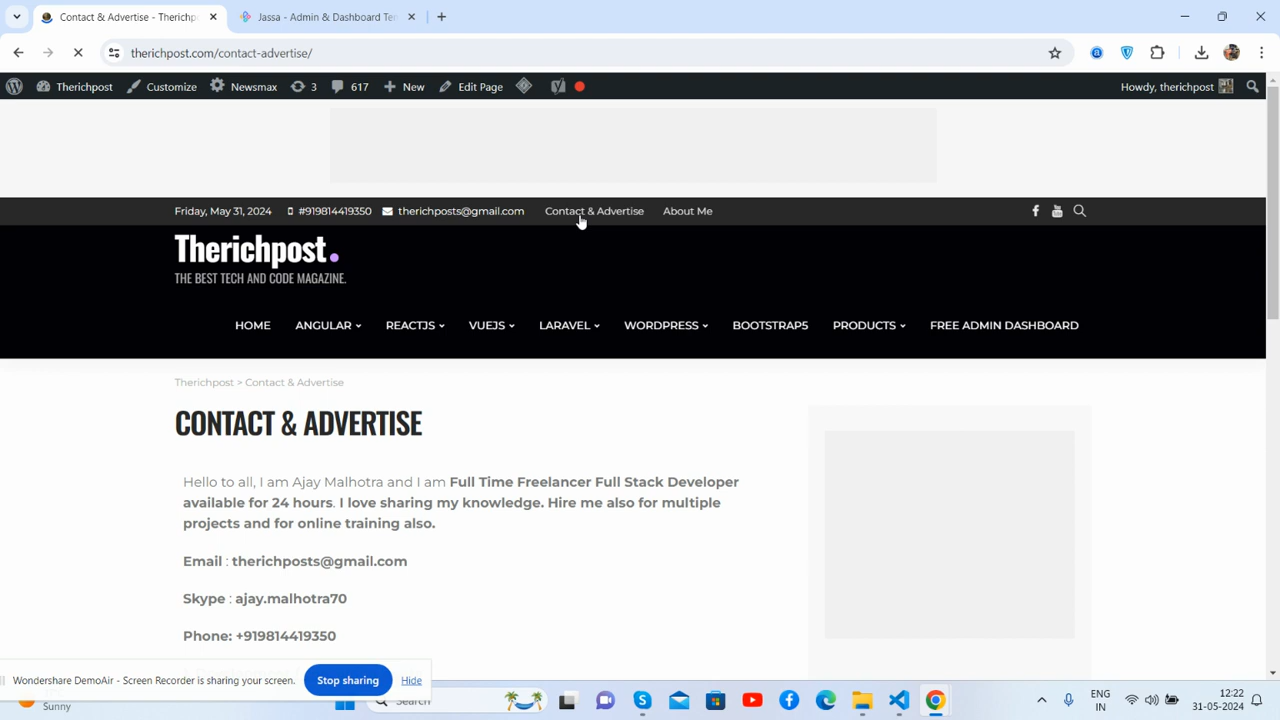 Contact & Advertise - Therichp
Jassa - Admin & Dashboard Ter
therichpost.com/contact-advertise/
Therichpost Customize Newsmax 3 617 New Edit Page Howdy, therichpost
Friday, May 31, 2024 #919814419350 therichposts@gmail.com Contact & Advertise About Me
Therichpost.
THE BEST TECH AND CODE MAGAZINE.
HOME ANGULAR REACTJS VUEJS LARAVEL WORDPRESS BOOTSTRAP5 PRODUCTS FREE ADMIN DASHBOARD
Therichpost > Contact & Advertise
CONTACT & ADVERTISE
Hello to all, I am Ajay Malhotra and I am Full Time Freelancer Full Stack Developer
available for 24 hours. I love sharing my knowledge. Hire me also for multiple
projects and for online training also.
Email : therichposts@gmail.com
Skype : ajay.malhotra70
Phone: +919814419350
Wondershare DemoAir - Screen Recorder is sharing your screen. Stop sharing Hide
Sunny Search ENG IN 12:22 31-05-2024